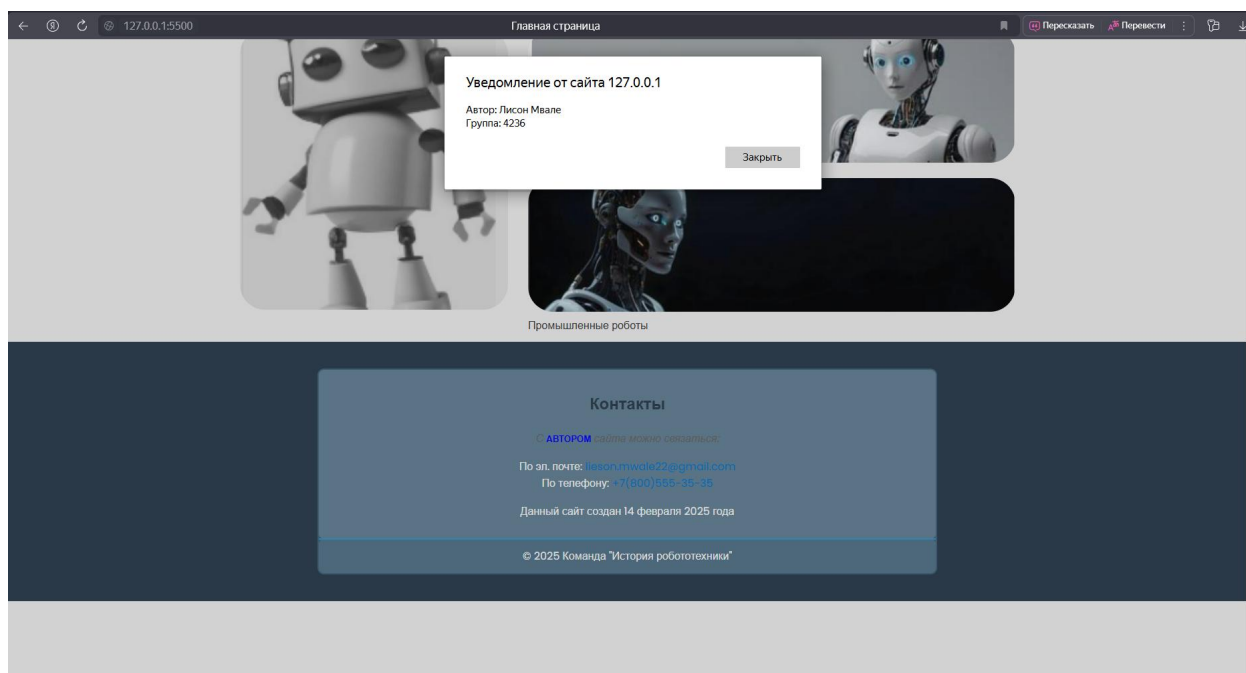 127.0.0.1:5500
Главная страница
Пересказать
Перевести
Уведомление от сайта 127.0.0.1
Автор: Лисон Мвале
Группа: 4236
Закрыть
Промышленные роботы
Контакты
С АВТОРОМ сайта можно связаться:
По эл. почте: lieson.mwale22@gmail.com
По телефону: +7(800)555-35-35
Данный сайт создан 14 февраля 2025 года
© 2025 Команда "История робототехники"